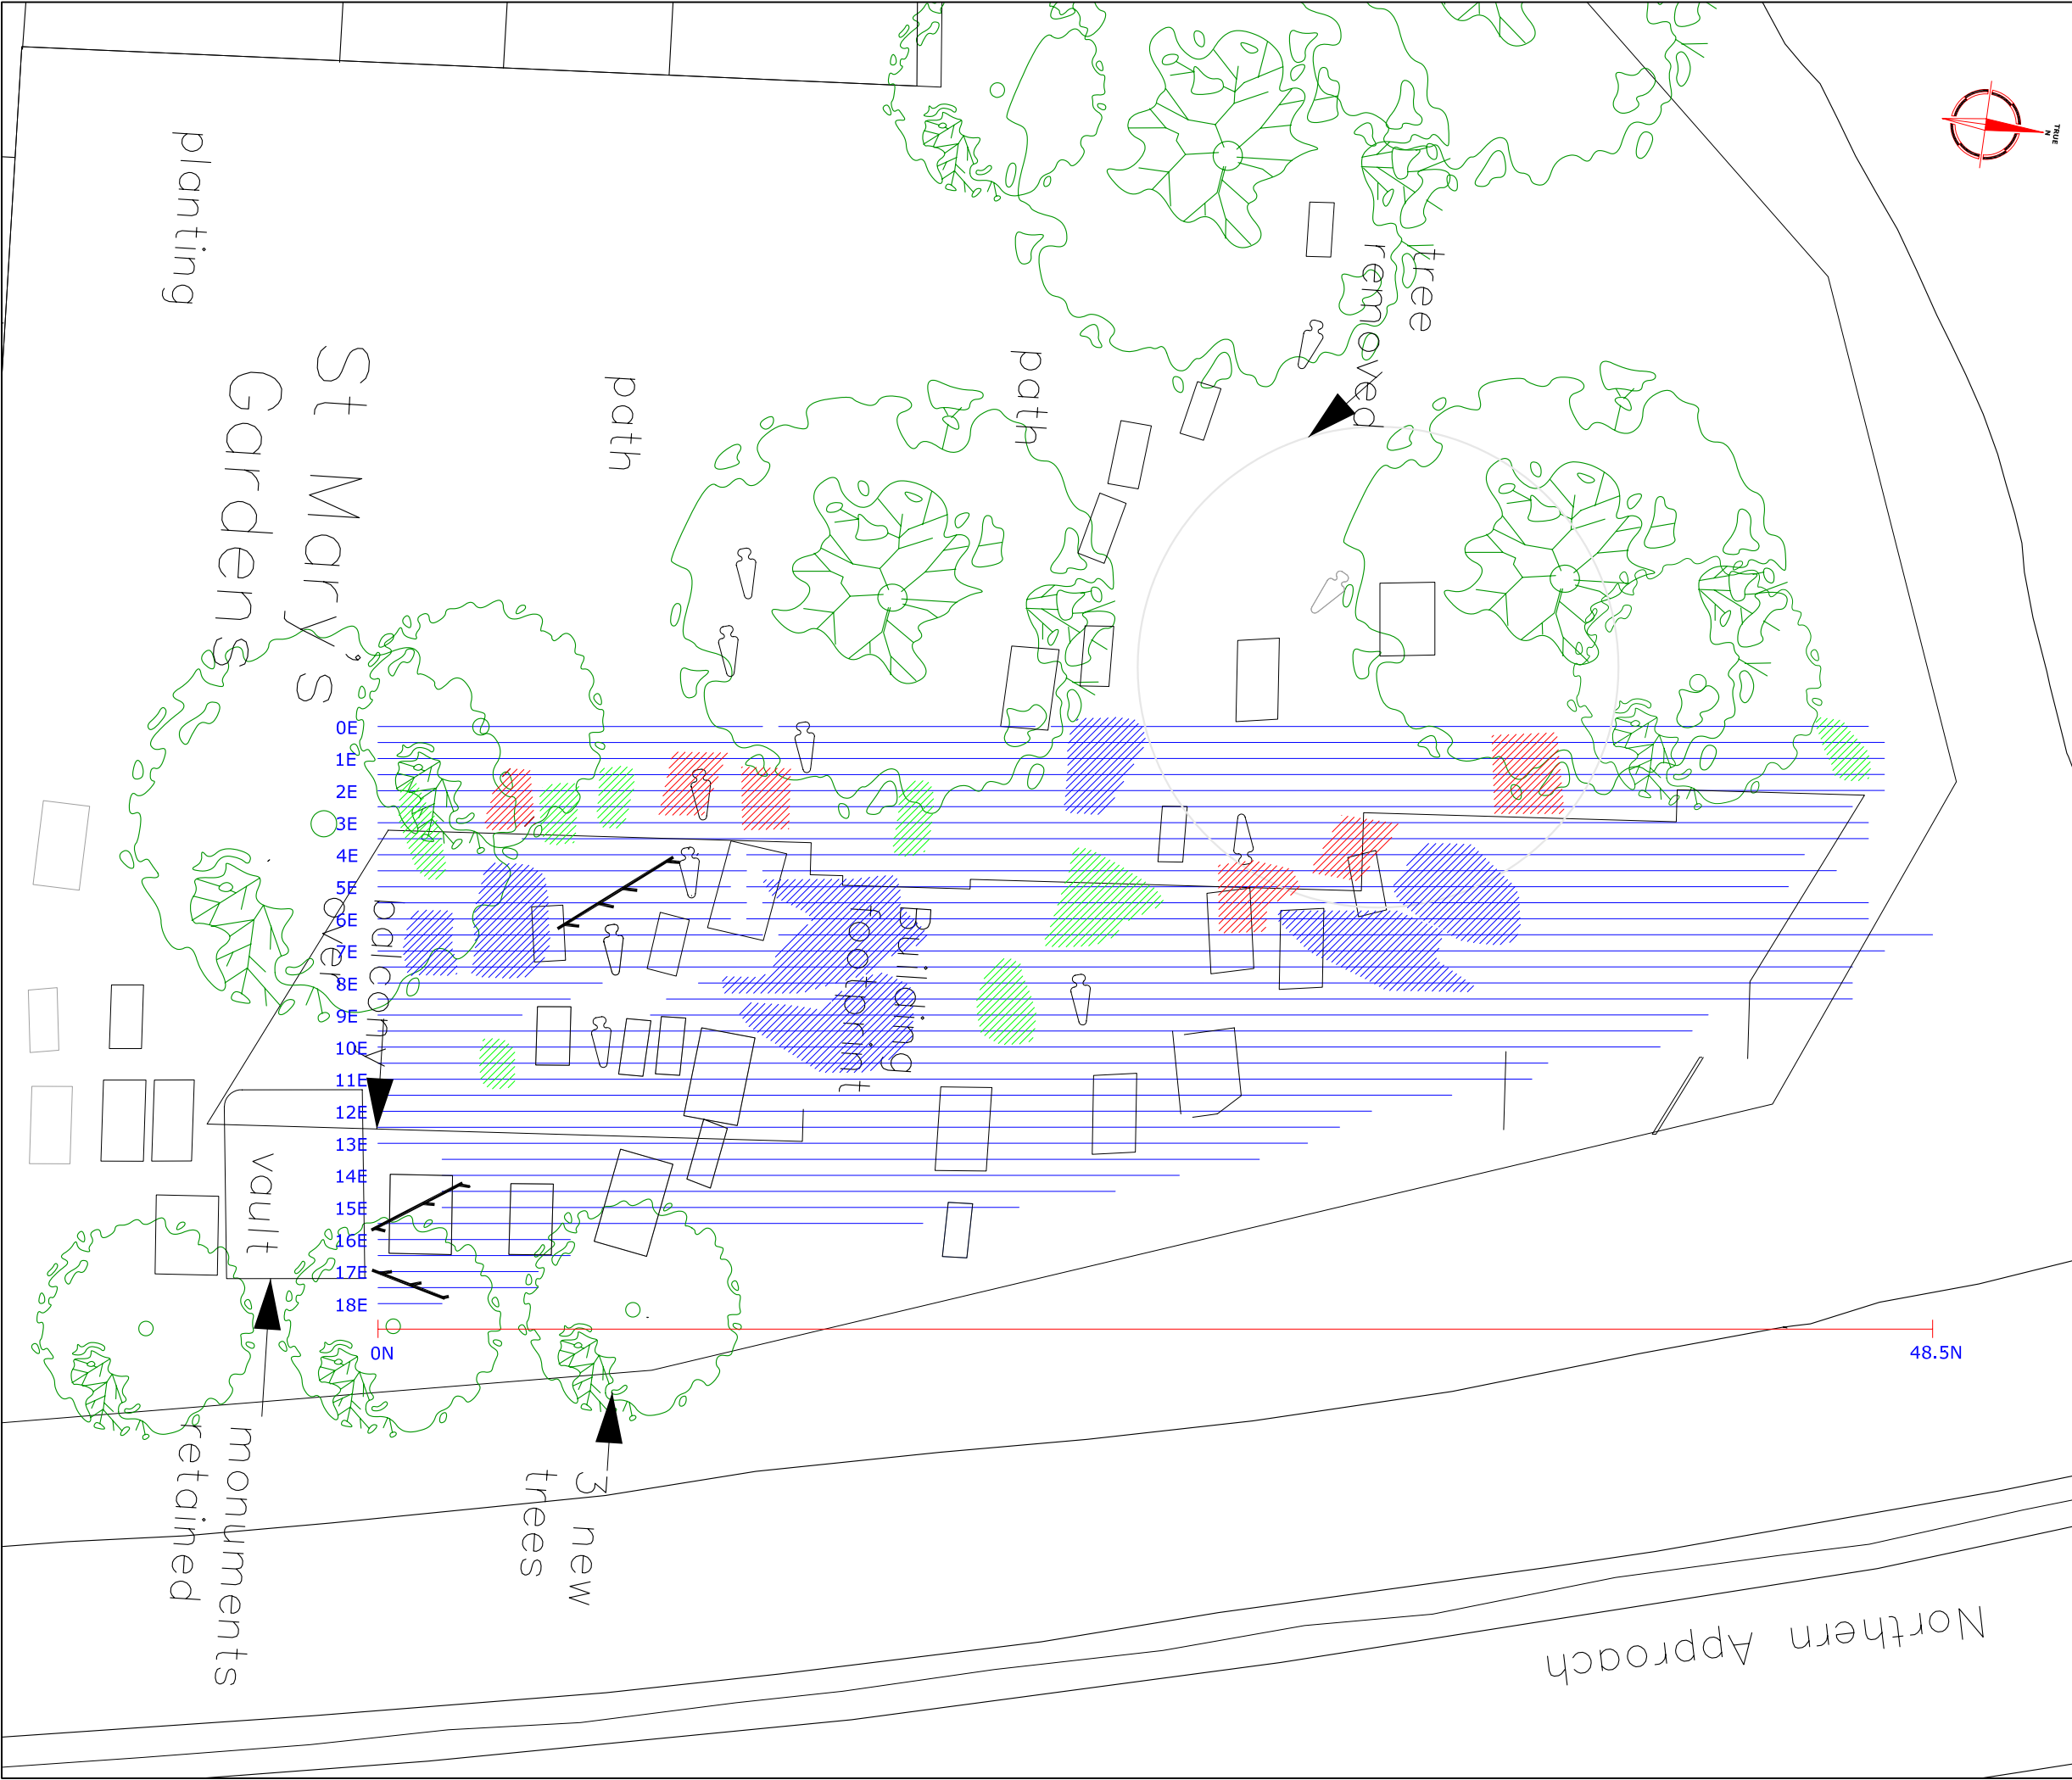 TRUE
N
planting
St Mary's
Gardens
path
path
tree
removed
0E
1E
2E
3E
4E
5E
6E
7E
8E
9E
10E
11E
12E
13E
14E
15E
16E
17E
18E
0N
48.5N
Building
footprint
vault
monuments
retained
3 new
trees
Northern Approach